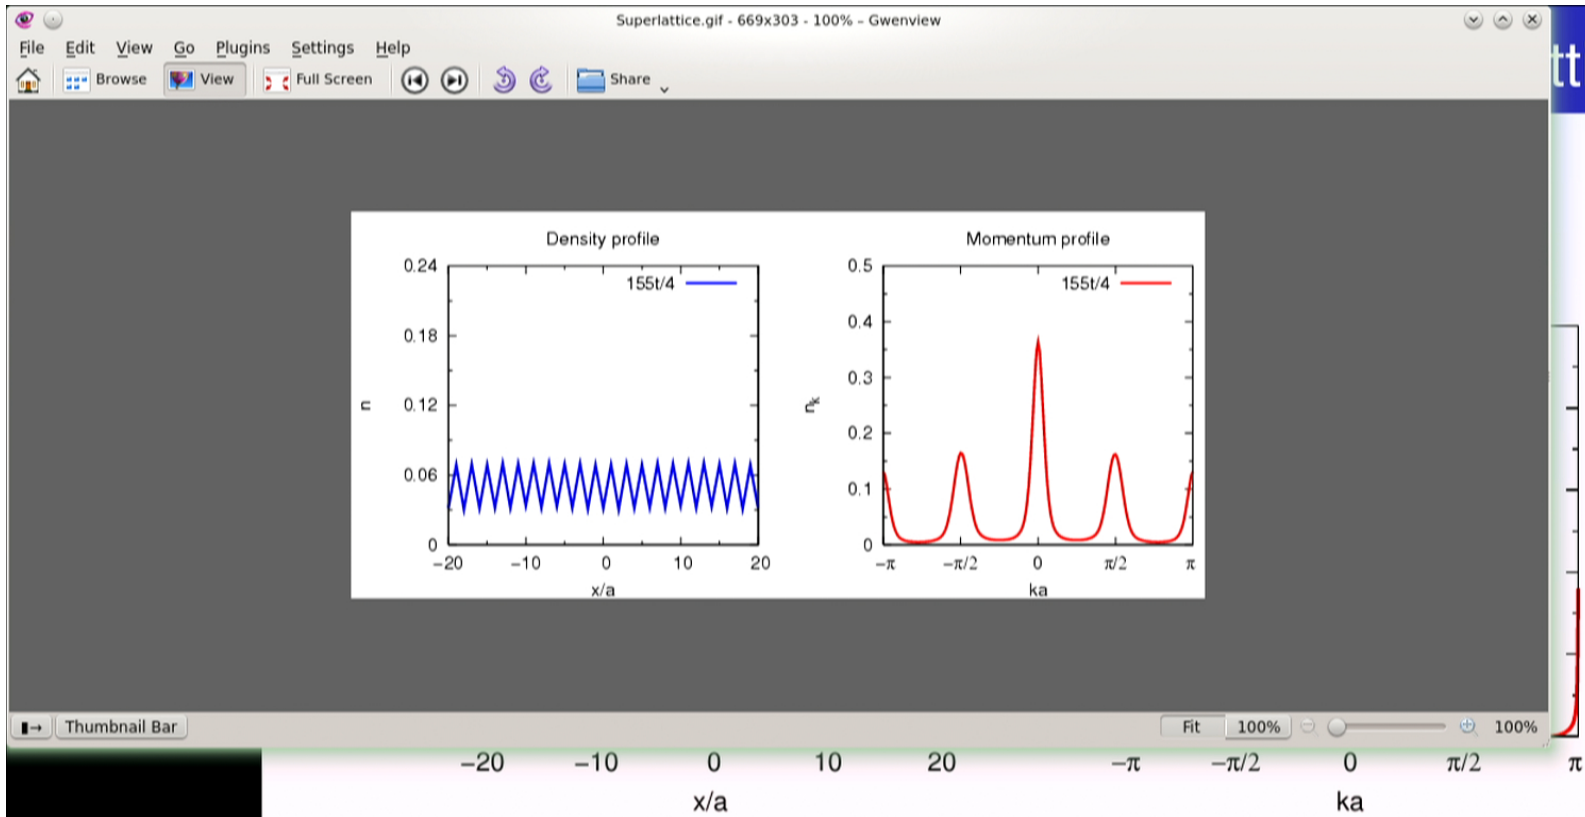 Superlattice.gif - 669x303 - 100% – Gwenview
File Edit View Go Plugins Settings Help
Browse View Full Screen Share
tt
Density profile Momentum profile
0.24 0.5
155t/4 155t/4
0.4
0.18
0.3
n 0.12 nk
0.2
0.06
0.1
0 0
−20 −10 0 10 20 −π −π/2 0 π/2 π
x/a ka
Thumbnail Bar Fit 100% 100%
−20 −10 0 10 20 −π −π/2 0 π/2 π
x/a ka